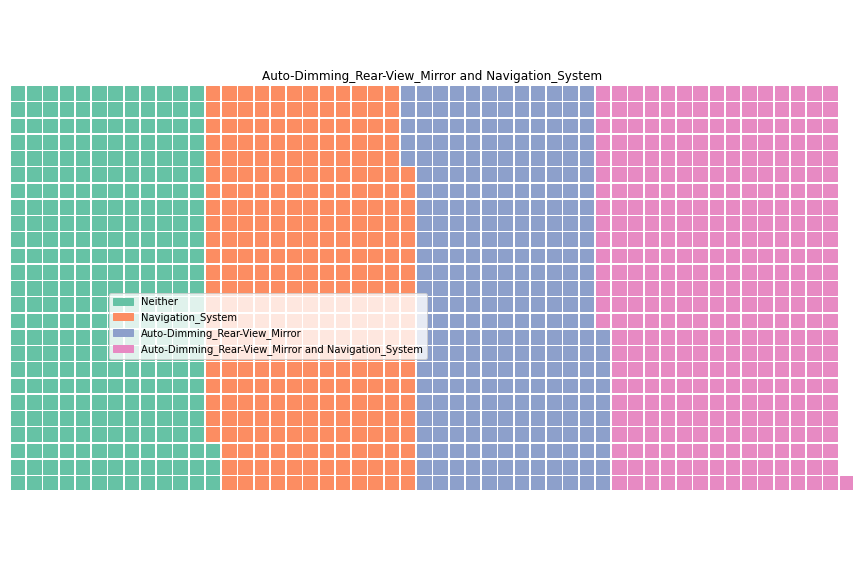 Auto-Dimming_Rear-View_Mirror and Navigation_System
Neither
Navigation_System
Auto-Dimming_Rear-View_Mirror
Auto-Dimming_Rear-View_Mirror and Navigation_System